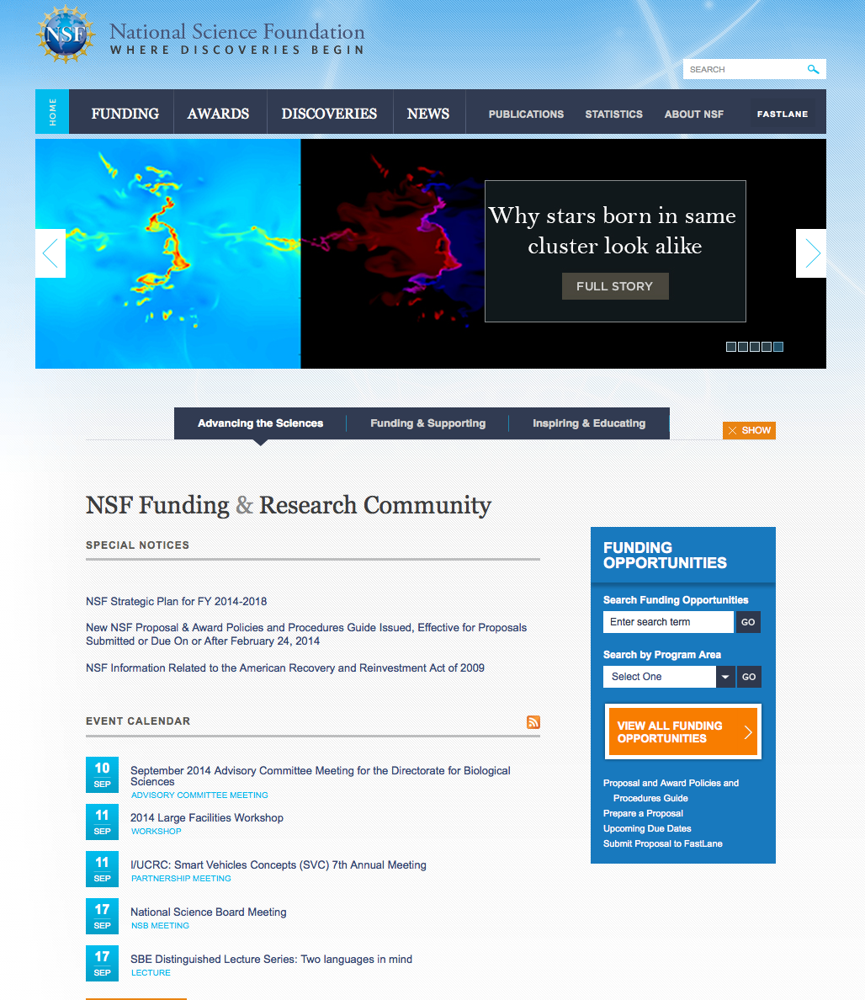 NSF
National Science Foundation
WHERE DISCOVERIES BEGIN
SEARCH
HOME
FUNDING
AWARDS
DISCOVERIES
NEWS
PUBLICATIONS
STATISTICS
ABOUT NSF
FASTLANE
Why stars born in same
cluster look alike
FULL STORY
Advancing the Sciences
Funding & Supporting
Inspiring & Educating
SHOW
NSF Funding & Research Community
SPECIAL NOTICES
NSF Strategic Plan for FY 2014-2018
New NSF Proposal & Award Policies and Procedures Guide Issued, Effective for Proposals
Submitted or Due On or After February 24, 2014
NSF Information Related to the American Recovery and Reinvestment Act of 2009
EVENT CALENDAR
10
SEP
September 2014 Advisory Committee Meeting for the Directorate for Biological
Sciences
ADVISORY COMMITTEE MEETING
11
SEP
2014 Large Facilities Workshop
WORKSHOP
11
SEP
I/UCRC: Smart Vehicles Concepts (SVC) 7th Annual Meeting
PARTNERSHIP MEETING
17
SEP
National Science Board Meeting
NSB MEETING
17
SEP
SBE Distinguished Lecture Series: Two languages in mind
LECTURE
FUNDING
OPPORTUNITIES
Search Funding Opportunities
Enter search term
GO
Search by Program Area
Select One
GO
VIEW ALL FUNDING
OPPORTUNITIES
Proposal and Award Policies and
Procedures Guide
Prepare a Proposal
Upcoming Due Dates
Submit Proposal to FastLane